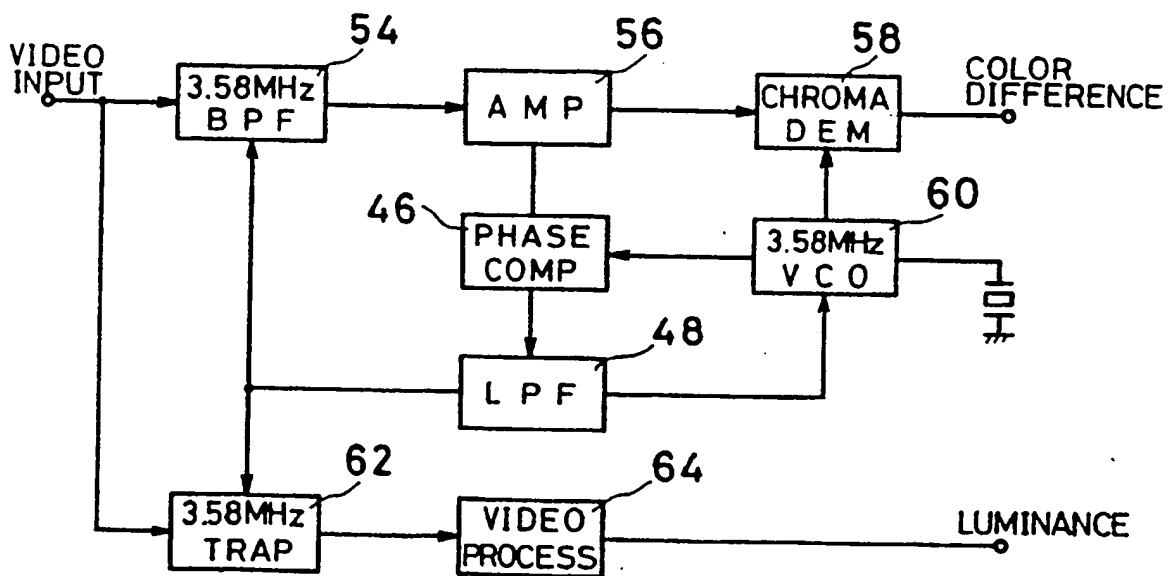 VIDEO
INPUT
54
3.58MHz
BPF
56
AMP
58
CHROMA
DEM
COLOR
DIFFERENCE
46
PHASE
COMP
60
3.58MHz
VCO
48
LPF
62
3.58MHz
TRAP
64
VIDEO
PROCESS
LUMINANCE